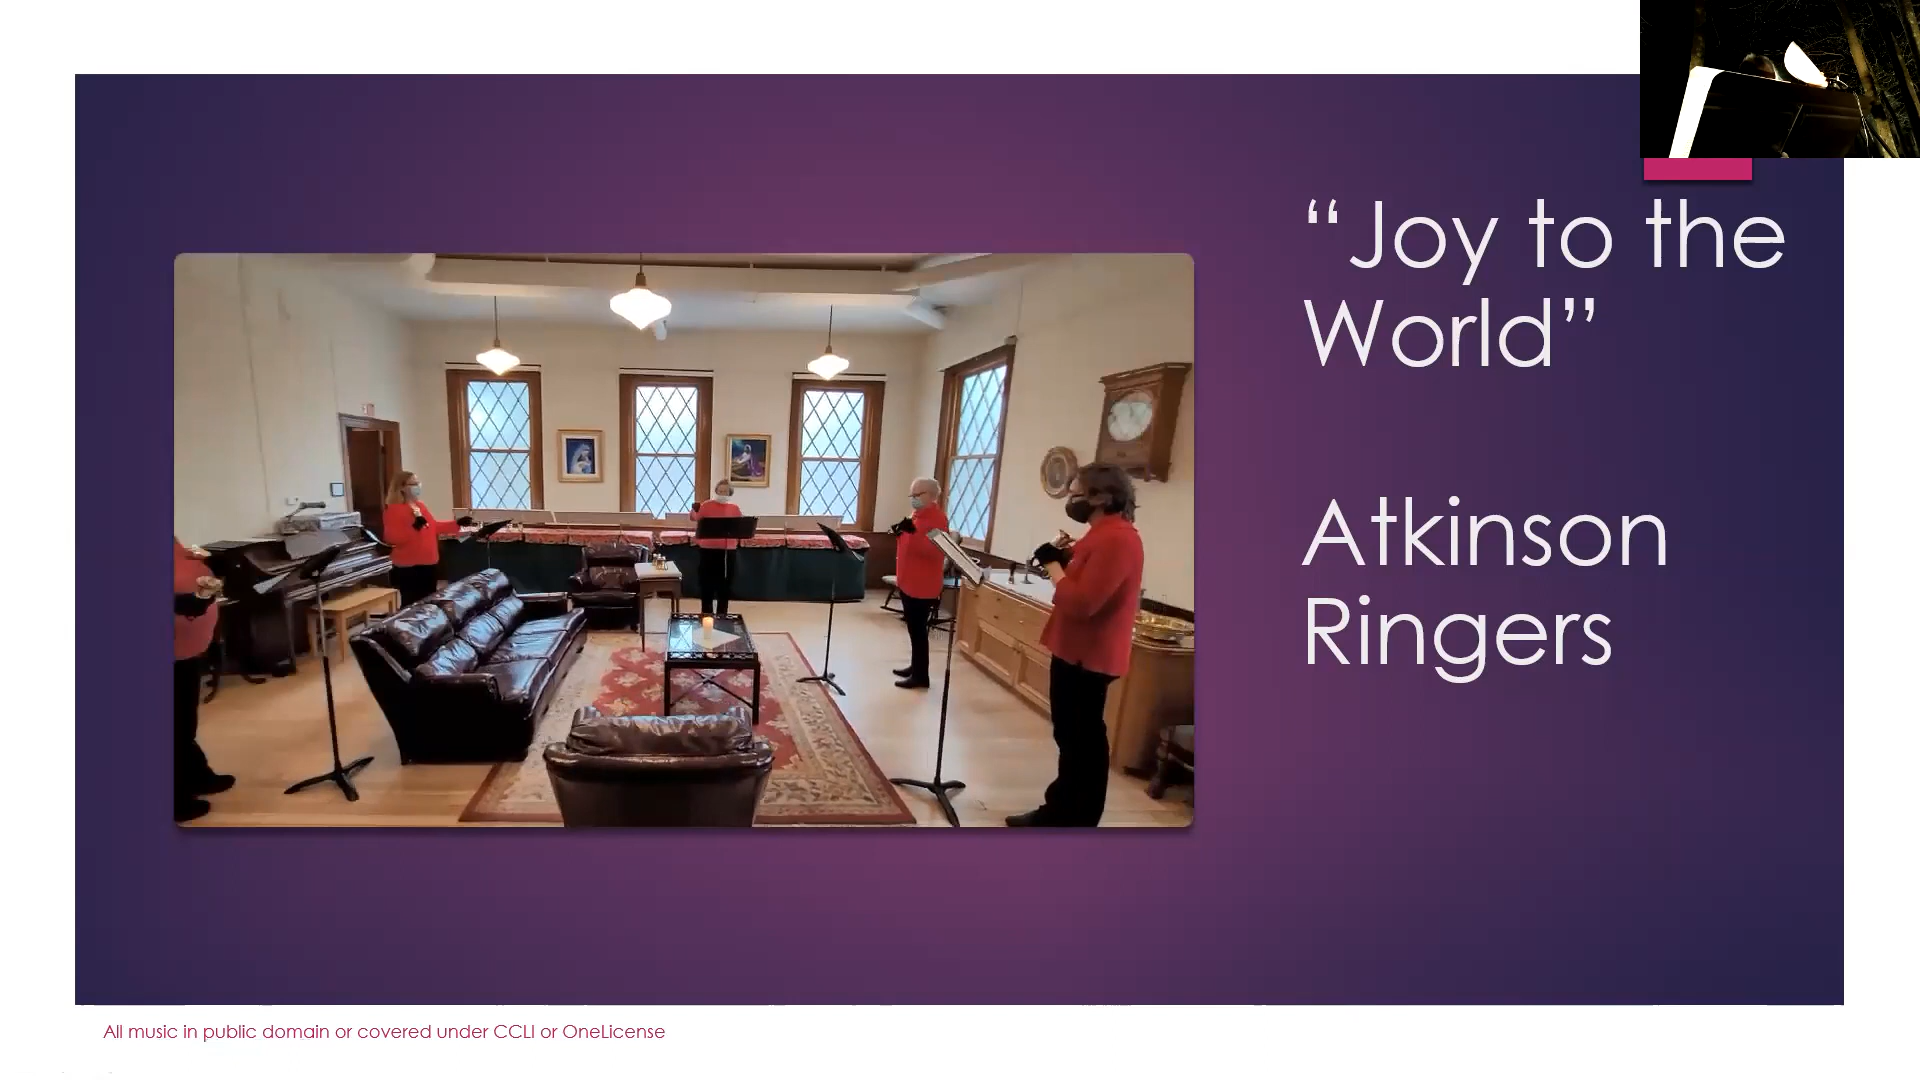 “Joy to the
World”
Atkinson
Ringers
All music in public domain or covered under CCLI or OneLicense